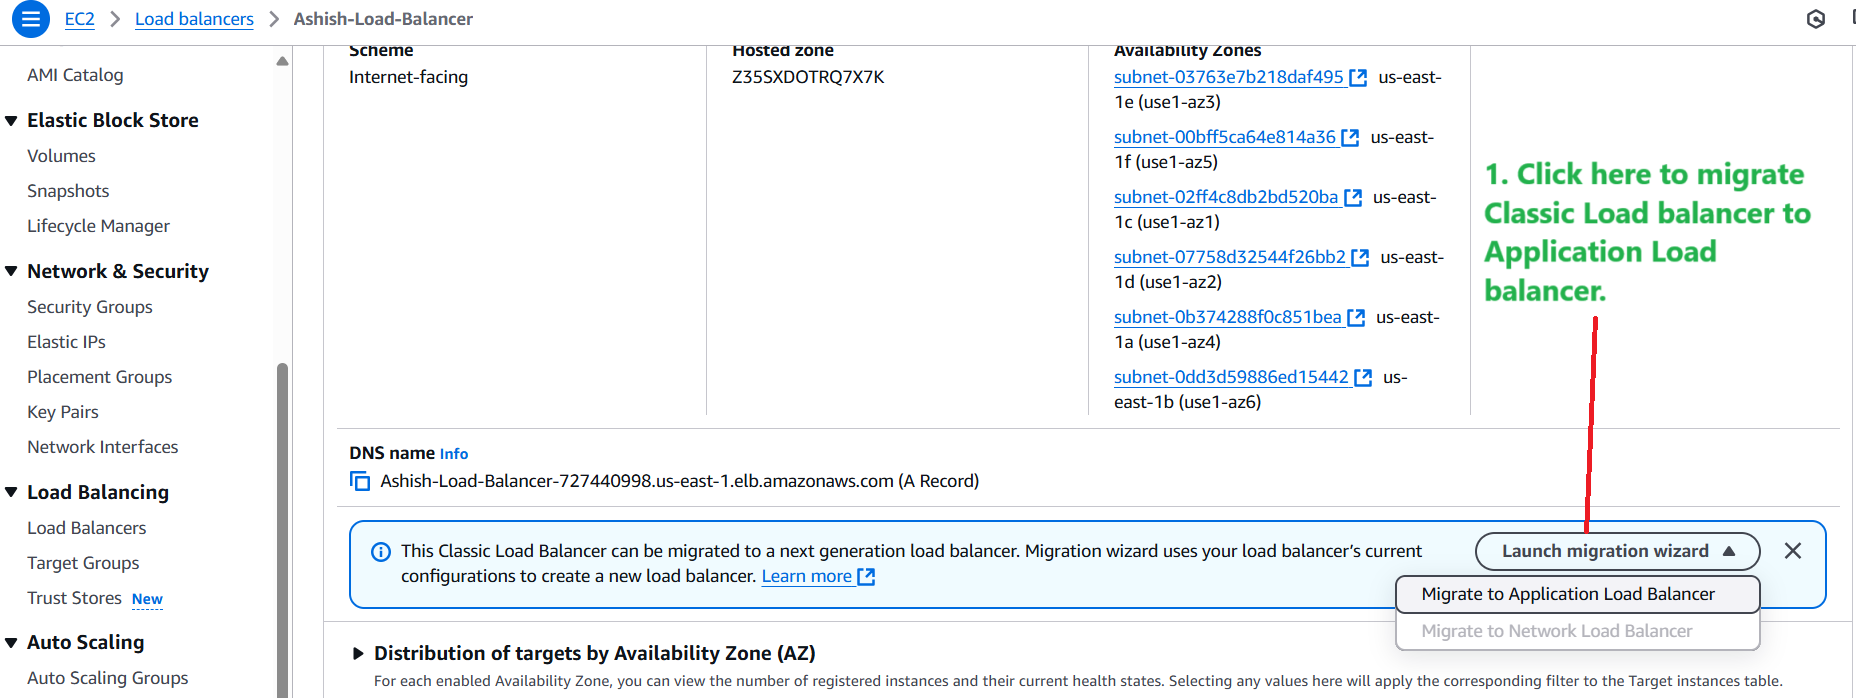 EC2 > Load balancers > Ashish-Load-Balancer
AMI Catalog
Elastic Block Store
Volumes
Snapshots
Lifecycle Manager
Network & Security
Security Groups
Elastic IPs
Placement Groups
Key Pairs
Network Interfaces
Load Balancing
Load Balancers
Target Groups
Trust Stores New
Auto Scaling
Auto Scaling Groups
Scheme
Internet-facing
Hosted zone
Z35SXDOTRQ7X7K
Availability Zones
subnet-03763e7b218daf495 us-east-
1e (use1-az3)
subnet-00bff5ca64e814a36 us-east-
1f (use1-az5)
subnet-02ff4c8db2bd520ba us-east-
1c (use1-az1)
subnet-07758d32544f26bb2 us-east-
1d (use1-az2)
subnet-0b374288f0c851bea us-east-
1a (use1-az4)
subnet-0dd3d59886ed15442 us-
east-1b (use1-az6)
1. Click here to migrate
Classic Load balancer to
Application Load
balancer.
DNS name Info
Ashish-Load-Balancer-727440998.us-east-1.elb.amazonaws.com (A Record)
This Classic Load Balancer can be migrated to a next generation load balancer. Migration wizard uses your load balancer's current
configurations to create a new load balancer. Learn more
Launch migration wizard
Migrate to Application Load Balancer
Migrate to Network Load Balancer
Distribution of targets by Availability Zone (AZ)
For each enabled Availability Zone, you can view the number of registered instances and their current health states. Selecting any values here will apply the corresponding filter to the Target instances table.